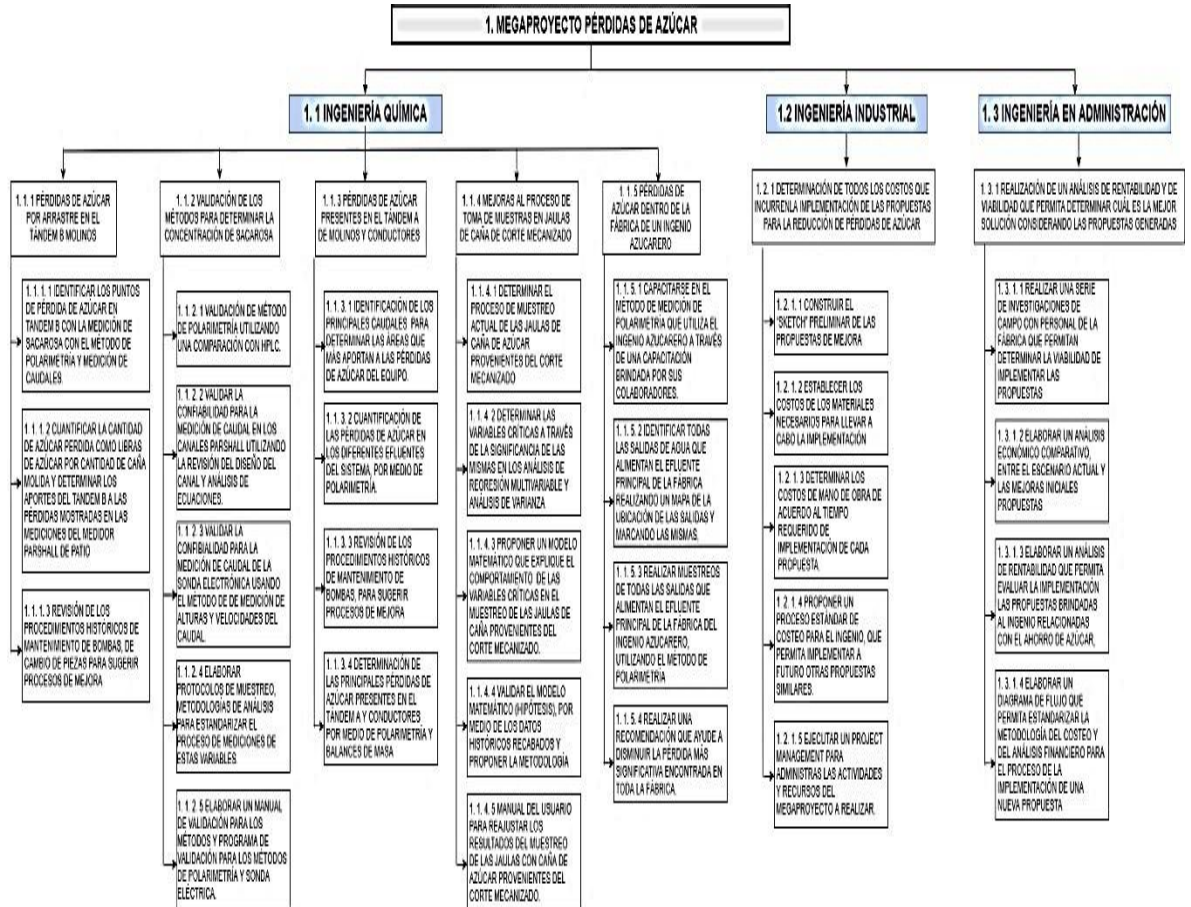 1. MEGAPROYECTO PÉRDIDAS DE AZÚCAR
1. 1 INGENIERÍA QUÍMICA
1.2 INGENIERÍA INDUSTRIAL
1. 3 INGENIERÍA EN ADMINISTRACIÓN
1. 1. 1 PÉRDIDAS DE AZÚCAR
POR ARRASTRE EN EL
TÁNDEM B MOLINOS
1. 1. 1. 1 IDENTIFICAR LOS PUNTOS
DE PÉRDIDA DE AZÚCAR EN
TANDEM B CON LA MEDICIÓN DE
SACAROSA CON EL MÉTODO DE
POLARIMETRÍA Y MEDICIÓN DE
CAUDALES.
1. 1. 1. 2 CUANTIFICAR LA CANTIDAD
DE AZÚCAR PERDIDA COMO LIBRAS
DE AZÚCAR POR CANTIDAD DE CAÑA
MOLIDA Y DETERMINAR LOS
APORTES DEL TANDEM B A LAS
PÉRDIDAS MOSTRADAS EN LAS
MEDICIONES DEL MEDIDOR
PARSHALL DE PATIO
1. 1. 1. 3 REVISIÓN DE LOS
PROCEDIMIENTOS HISTÓRICOS DE
MANTENIMIENTO DE BOMBAS, DE
CAMBIO DE PIEZAS PARA SUGERIR
PROCESOS DE MEJORA
1. 1. 2 VALIDACIÓN DE LOS
MÉTODOS PARA DETERMINAR LA
CONCENTRACIÓN DE SACAROSA
1. 1. 2. 1 VALIDACIÓN DE MÉTODO
DE POLARIMETRÍA UTILIZANDO
UNA COMPARACIÓN CON HPLC.
1. 1. 2. 2 VALIDAR LA
CONFIABILIDAD PARA LA
MEDICIÓN DE CAUDAL EN LOS
CANALES PARSHALL UTILIZANDO
LA REVISIÓN DEL DISEÑO DEL
CANAL Y ANÁLISIS DE
ECUACIONES.
1. 1. 2. 3 VALIDAR LA
CONFIBIALIDAD PARA LA
MEDICIÓN DE CAUDAL DE LA
SONDA ELECTRÓNICA USANDO
EL MÉTODO DE DE MEDICIÓN DE
ALTURAS Y VELOCIDADES DEL
CAUDAL.
1. 1. 2. 4 ELABORAR
PROTOCOLOS DE MUESTREO,
METODOLOGÍAS DE ANÁLISIS
PARA ESTANDARIZAR EL
PROCESO DE MEDICIONES DE
ESTAS VARIABLES.
1. 1. 2. 5 ELABORAR UN MANUAL
DE VALIDACIÓN PARA LOS
MÉTODOS Y PROGRAMA DE
VALIDACIÓN PARA LOS MÉTODOS
DE POLARIMETRÍA Y SONDA
ELÉCTRICA.
1. 1. 3 PÉRDIDAS DE AZÚCAR
PRESENTES EN EL TÁNDEM A
DE MOLINOS Y CONDUCTORES
1. 1. 3. 1 IDENTIFICACIÓN DE LOS
PRINCIPALES CAUDALES PARA
DETERMINAR LAS ÁREAS QUE
MÁS APORTAN A LAS PÉRDIDAS
DE AZÚCAR DEL EQUIPO.
1. 1. 3. 2 CUANTIFICACIÓN DE
LAS PÉRDIDAS DE AZÚCAR EN
LOS DIFERENTES EFLUENTES
DEL SISTEMA, POR MEDIO DE
POLARIMETRÍA.
1. 1. 3. 3 REVISIÓN DE LOS
PROCEDIMIENTOS HISTÓRICOS
DE MANTENIMIENTO DE
BOMBAS, PARA SUGERIR
PROCESOS DE MEJORA
1. 1. 3. 4 DETERMINACIÓN DE
LAS PRINCIPALES PÉRDIDAS DE
AZÚCAR PRESENTES EN EL
TÁNDEM A Y CONDUCTORES,
POR MEDIO DE POLARIMETRÍA Y
BALANCES DE MASA
1. 1. 4 MEJORAS AL PROCESO DE
TOMA DE MUESTRAS EN JAULAS
DE CAÑA DE CORTE MECANIZADO
1. 1. 4. 1 DETERMINAR EL
PROCESO DE MUESTREO
ACTUAL DE LAS JAULAS DE
CAÑA DE AZÚCAR
PROVENIENTES DEL CORTE
MECANIZADO
1. 1. 4. 2 DETERMINAR LAS
VARIABLES CRÍTICAS A TRAVÉS
DE LA SIGNIFICANCIA DE LAS
MISMAS EN LOS ANÁLISIS DE
REGRESIÓN MULTIVARIABLE Y
ANÁLISIS DE VARIANZA
1. 1. 4. 3 PROPONER UN MODELO
MATEMÁTICO QUE EXPLIQUE EL
COMPORTAMIENTO DE LAS
VARIABLES CRÍTICAS EN EL
MUESTREO DE LAS JAULAS DE
CAÑA PROVENIENTES DEL
CORTE MECANIZADO.
1. 1. 4. 4 VALIDAR EL MODELO
MATEMÁTICO (HIPÓTESIS), POR
MEDIO DE LOS DATOS
HISTÓRICOS RECABADOS Y
PROPONER LA METODOLOGÍA
1. 1. 4. 5 MANUAL DEL USUARIO
PARA REAJUSTAR LOS
RESULTADOS DEL MUESTREO
DE LAS JAULAS CON CAÑA DE
AZÚCAR PROVENIENTES DEL
CORTE MECANIZADO.
1. 1. 5 PÉRDIDAS DE
AZÚCAR DENTRO DE LA
FÁBRICA DE UN INGENIO
AZUCARERO
1. 1. 5. 1 CAPACITARSE EN EL
MÉTODO DE MEDICIÓN DE
POLARIMETRÍA QUE UTILIZA EL
INGENIO AZUCARERO A TRAVÉS
DE UNA CAPACITACIÓN
BRINDADA POR SUS
COLABORADORES.
1. 1. 5. 2 IDENTIFICAR TODAS
LAS SALIDAS DE AGUA QUE
ALIMENTAN EL EFLUENTE
PRINCIPAL DE LA FÁBRICA
REALIZANDO UN MAPA DE LA
UBICACIÓN DE LAS SALIDAS Y
MARCANDO LAS MISMAS.
1. 1. 5. 3 REALIZAR MUESTREOS
DE TODAS LAS SALIDAS QUE
ALIMENTAN EL EFLUENTE
PRINCIPAL DE LA FÁBRICA DEL
INGENIO AZUCARERO,
UTILIZANDO EL METODO DE
POLARIMETRIA
1. 1. 5. 4 REALIZAR UNA
RECOMENDACIÓN QUE AYUDE A
DISMINUIR LA PÉRDIDA MÁS
SIGNIFICATIVA ENCONTRADA EN
TODA LA FÁBRICA.
1. 2. 1 DETERMINACIÓN DE TODOS LOS COSTOS QUE
INCURRENLA IMPLEMENTACIÓN DE LAS PROPUESTAS
PARA LA REDUCCIÓN DE PERDIDAS DE AZÚCAR
1. 2. 1. 1 CONSTRUIR EL
'SKETCH' PRELIMINAR DE LAS
PROPUESTAS DE MEJORA
1. 2. 1. 2 ESTABLECER LOS
COSTOS DE LOS MATERIALES
NECESARIOS PARA LLEVAR A
CABO LA IMPLEMENTACIÓN
1. 2. 1. 3 DETERMINAR LOS
COSTOS DE MANO DE OBRA DE
ACUERDO AL TIEMPO
REQUERIDO DE
IMPLEMENTACIÓN DE CADA
PROPUESTA
1. 2. 1. 4 PROPONER UN
PROCESO ESTÁNDAR DE
COSTEO PARA EL INGENIO, QUE
PERMITA IMPLEMENTAR A
FUTURO OTRAS PROPUESTAS
SIMILARES.
1. 2. 1. 5 EJECUTAR UN PROJECT
MANAGEMENT PARA
ADMINISTRAS LAS ACTIVIDADES
Y RECURSOS DEL
MEGAPROYECTO A REALIZAR.
1. 3. 1 REALIZACIÓN DE UN ANÁLISIS DE RENTABILIDAD Y DE
VIABILIDAD QUE PERMITA DETERMINAR CUÁL ES LA MEJOR
SOLUCIÓN CONSIDERANDO LAS PROPUESTAS GENERADAS
1. 3. 1. 1 REALIZAR UNA SERIE
DE INVESTIGACIONES DE
CAMPO CON PERSONAL DE LA
FÁBRICA QUE PERMITAN
DETERMINAR LA VIABILIDAD DE
IMPLEMENTAR LAS
PROPUESTAS
1. 3. 1. 2 ELABORAR UN ANÁLISIS
ECONÓMICO COMPARATIVO,
ENTRE EL ESCENARIO ACTUAL Y
LAS MEJORAS INICIALES
PROPUESTAS
1. 3. 1. 3 ELABORAR UN ANÁLISIS
DE RENTABILIDAD QUE PERMITA
EVALUAR LA IMPLEMENTACIÓN
LAS PROPUESTAS BRINDADAS
AL INGENIO RELACIONADAS
CON EL AHORRO DE AZÚCAR,
1. 3. 1. 4 ELABORAR UN
DIAGRAMA DE FLUJO QUE
PERMITA ESTANDARIZAR LA
METODOLOGÍA DEL COSTEO Y
DEL ANÁLISIS FINANCIERO PARA
EL PROCESO DE LA
IMPLEMENTACIÓN DE UNA
NUEVA PROPUESTA